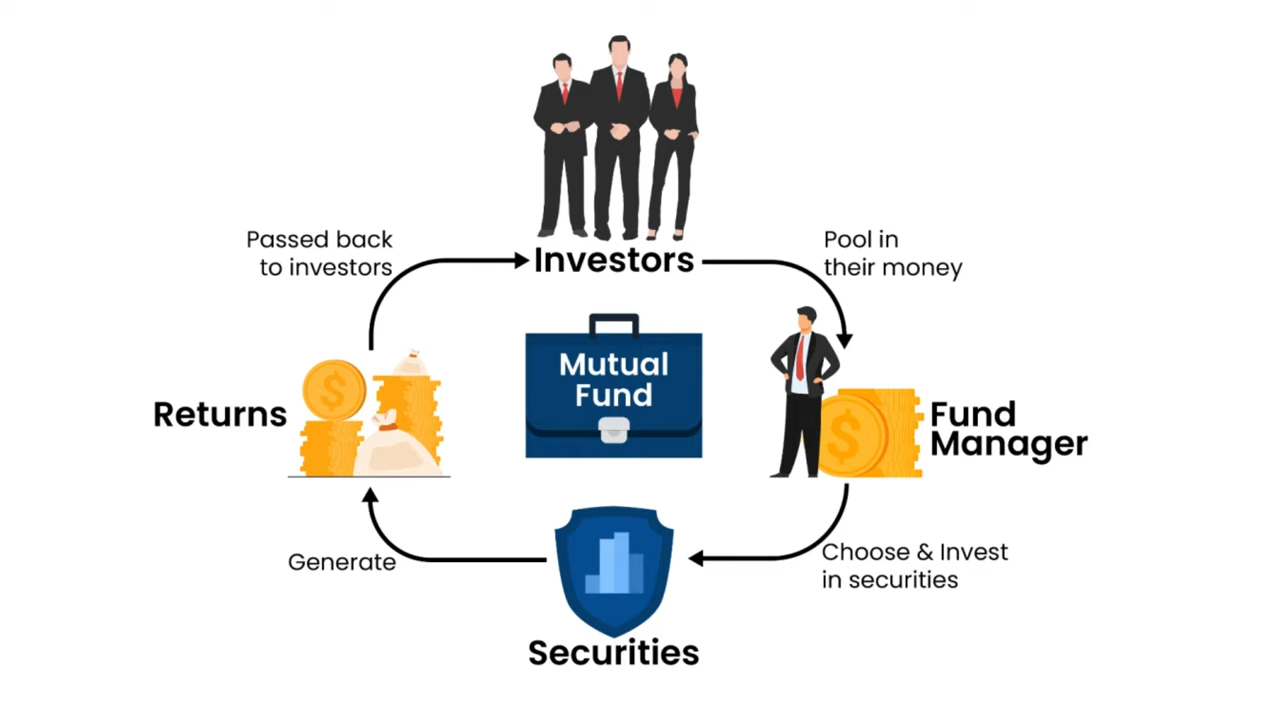 Investors
Pool in
their money
Fund
Manager
Choose & Invest
in securities
Securities
Generate
Returns
Passed back
to investors
Mutual
Fund